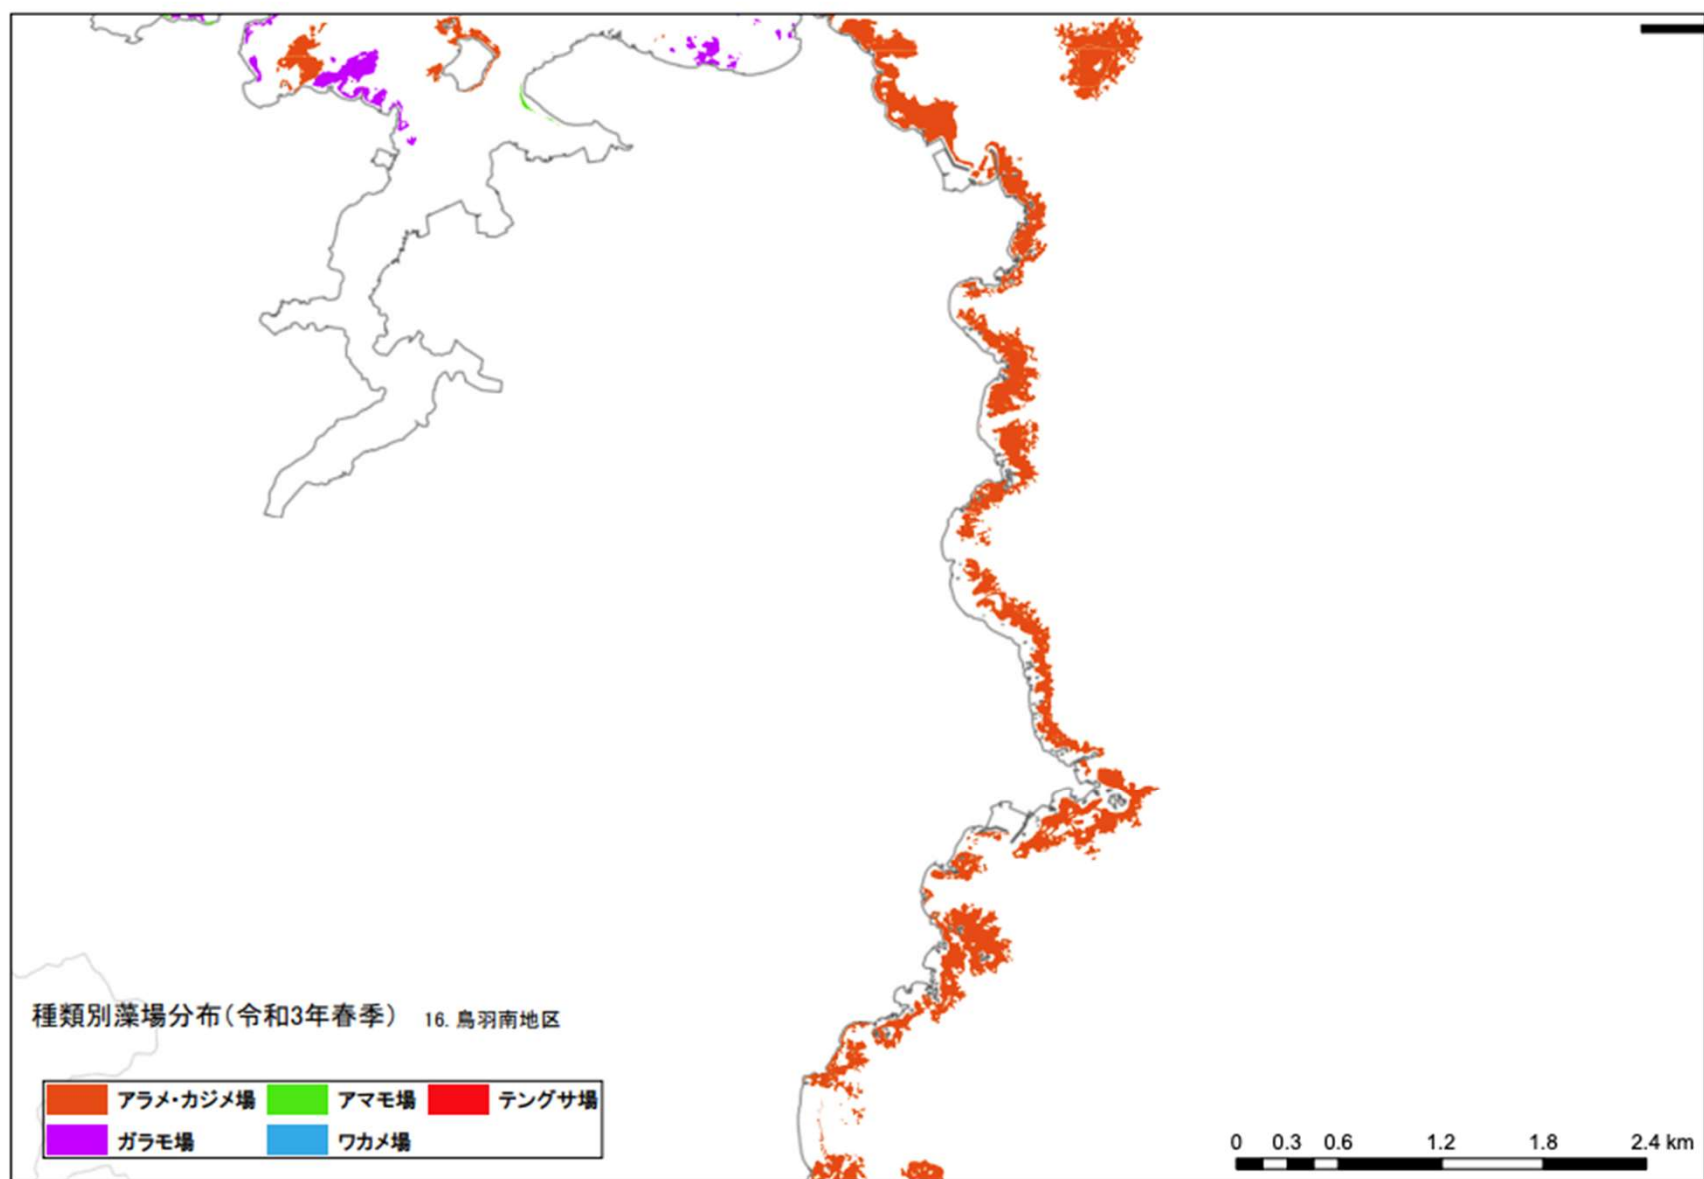 種類別藻場分布(令和3年春季) 16. 鳥羽南地区
アラメ・カジメ場 アマモ場 テングサ場
ガラモ場 ワカメ場
0 0.3 0.6 1.2 1.8 2.4 km